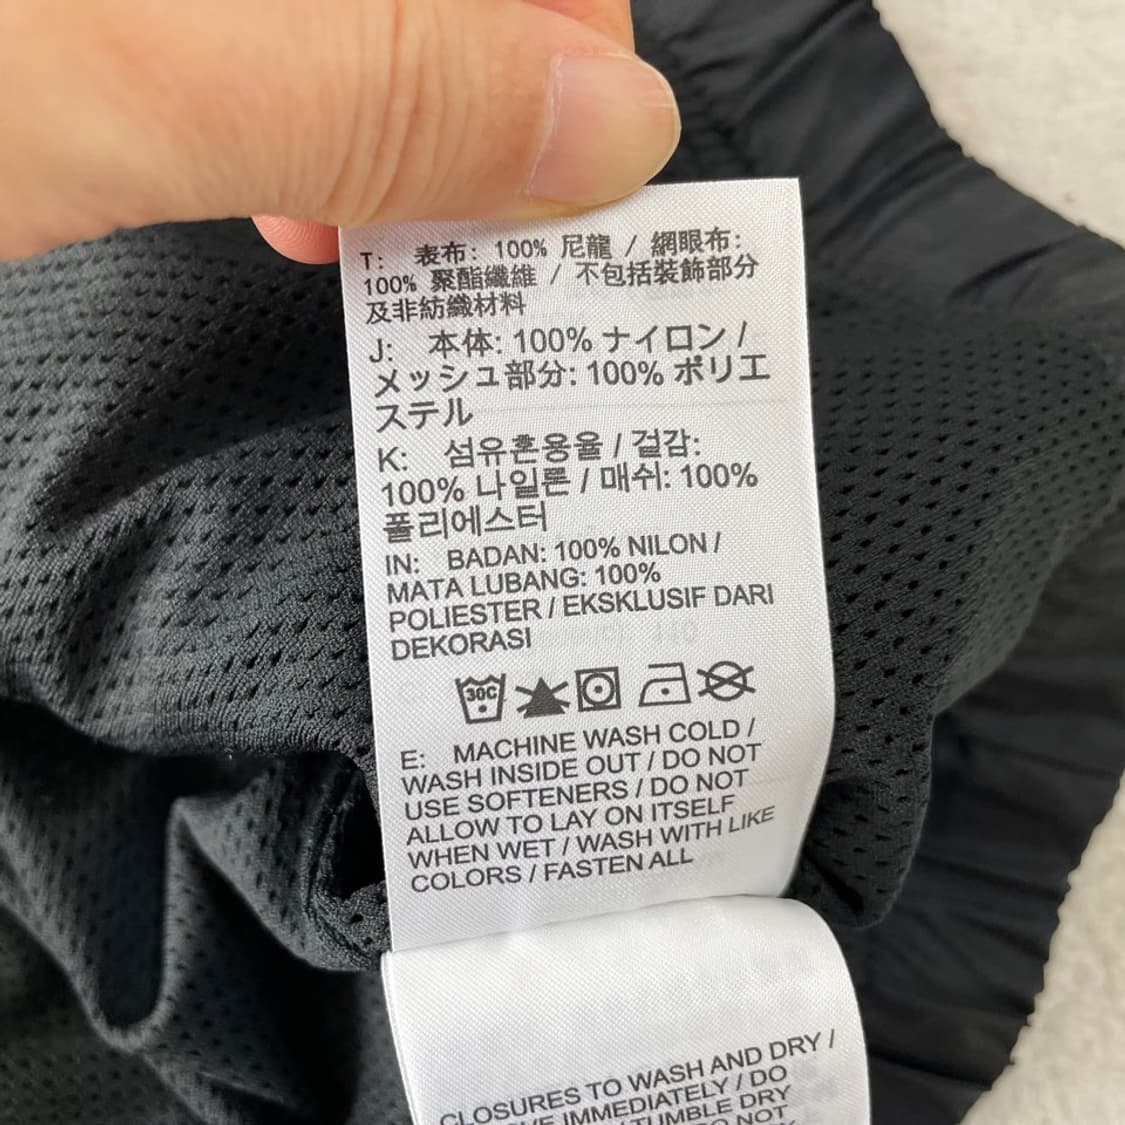 T: 表布: 100% 尼龍 / 網眼布:
100% 聚酯纖維 / 不包括裝飾部分
及非紡織材料
J: 本体: 100% ナイロン /
メッシュ部分: 100% ポリエ
ステル
K: 섬유혼용율 / 겉감:
100% 나일론 / 매쉬: 100%
폴리에스터
IN: BADAN: 100% NILON /
MATA LUBANG: 100%
POLIESTER / EKSKLUSIF DARI
DEKORASI
30C
E: MACHINE WASH COLD /
WASH INSIDE OUT / DO NOT
USE SOFTENERS / DO NOT
ALLOW TO LAY ON ITSELF
WHEN WET / WASH WITH LIKE
COLORS / FASTEN ALL
CLOSURES TO WASH AND DRY /
IMMEDIATELY / DO
/ TUMBLE DRY
NOT